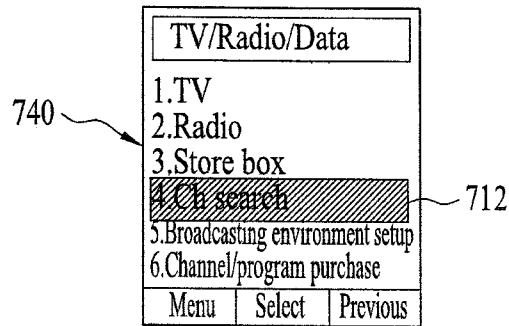 TV/Radio/Data
1.TV
740
2.Radio
3.Store box
4.Ch search
712
5.Broadcasting environment setup
6.Channel/program purchase
Menu Select Previous